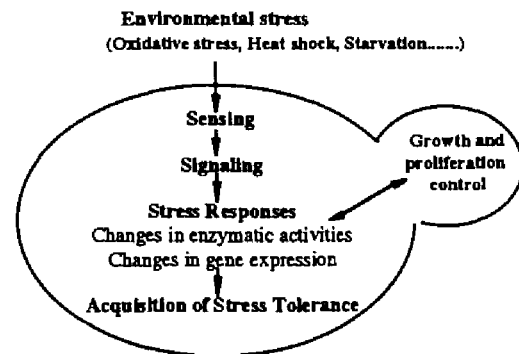 Environmental stress
(Oxidative stress, Heat shock, Starvation......)
Sensing
Signaling
Stress Responses
Changes in enzymatic activities
Changes in gene expression
Acquisition of Stress Tolerance
Growth and
proliferation
control